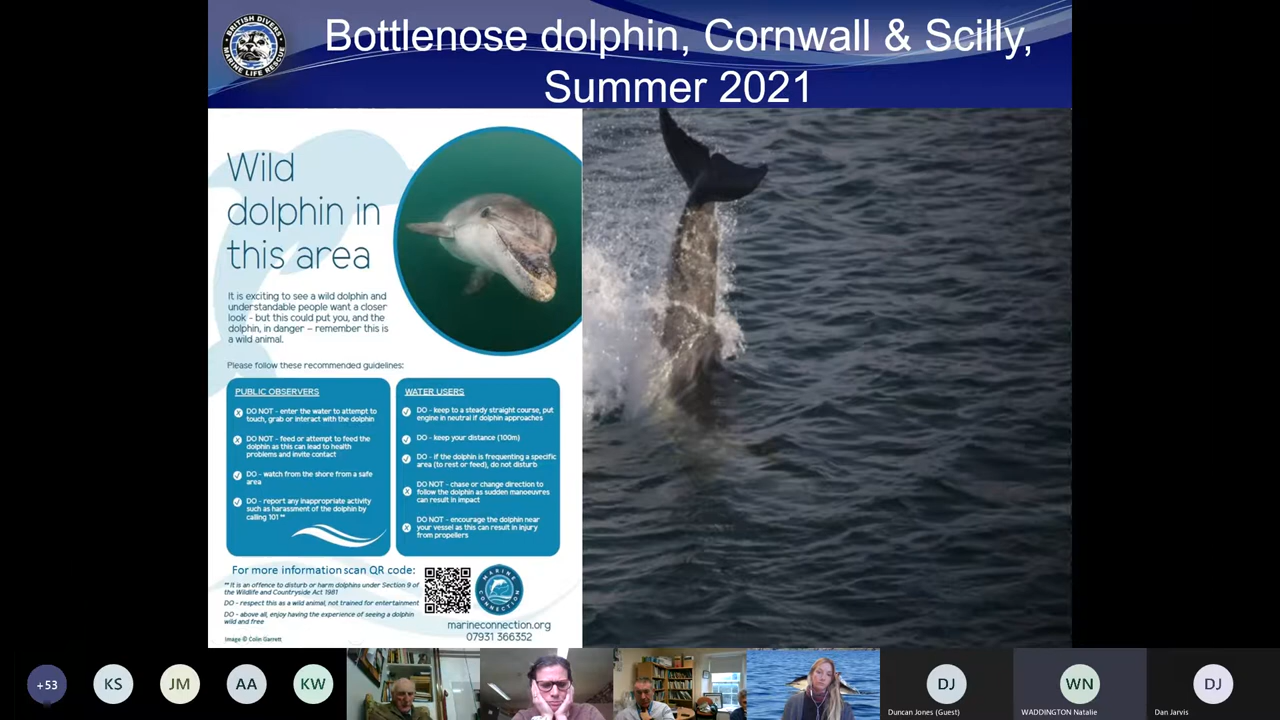 BRITISH DIVERS
MARINE LIFE RESCUE
Bottlenose dolphin, Cornwall & Scilly,
Summer 2021
Wild
dolphin in
this area
It is exciting to see a wild dolphin and
understandable people want a closer
look - but this could put you, and the
dolphin, in danger – remember this is
a wild animal.
Please follow these recommended guidelines:
PUBLIC OBSERVERS
DO NOT - enter the water to attempt to
touch, grab or interact with the dolphin
DO NOT - feed or attempt to feed the
dolphin as this can lead to health
problems and invite contact
DO - watch from the shore from a safe
area
DO - report any inappropriate activity
such as harassment of the dolphin by
calling 101 **
WATER USERS
DO - keep to a steady straight course, put
engine in neutral if dolphin approaches
DO - keep your distance (100m)
DO - if the dolphin is frequenting a specific
area (to rest or feed), do not disturb
DO NOT - chase or change direction to
follow the dolphin as sudden manoeuvres
can result in impact
DO NOT - encourage the dolphin near
your vessel as this can result in injury
from propellers
For more information scan QR code:
** It is an offence to disturb or harm dolphins under Section 9 of
the Wildlife and Countryside Act 1981
DO - respect this as a wild animal, not trained for entertainment
DO - above all, enjoy having the experience of seeing a dolphin
wild and free
Image © Colin Garrett
MARINE
CONNECTION
marineconnection.org
07931 366352
+53
KS
JM
AA
KW
DJ
Duncan Jones (Guest)
WN
WADDINGTON Natalie
DJ
Dan Jarvis